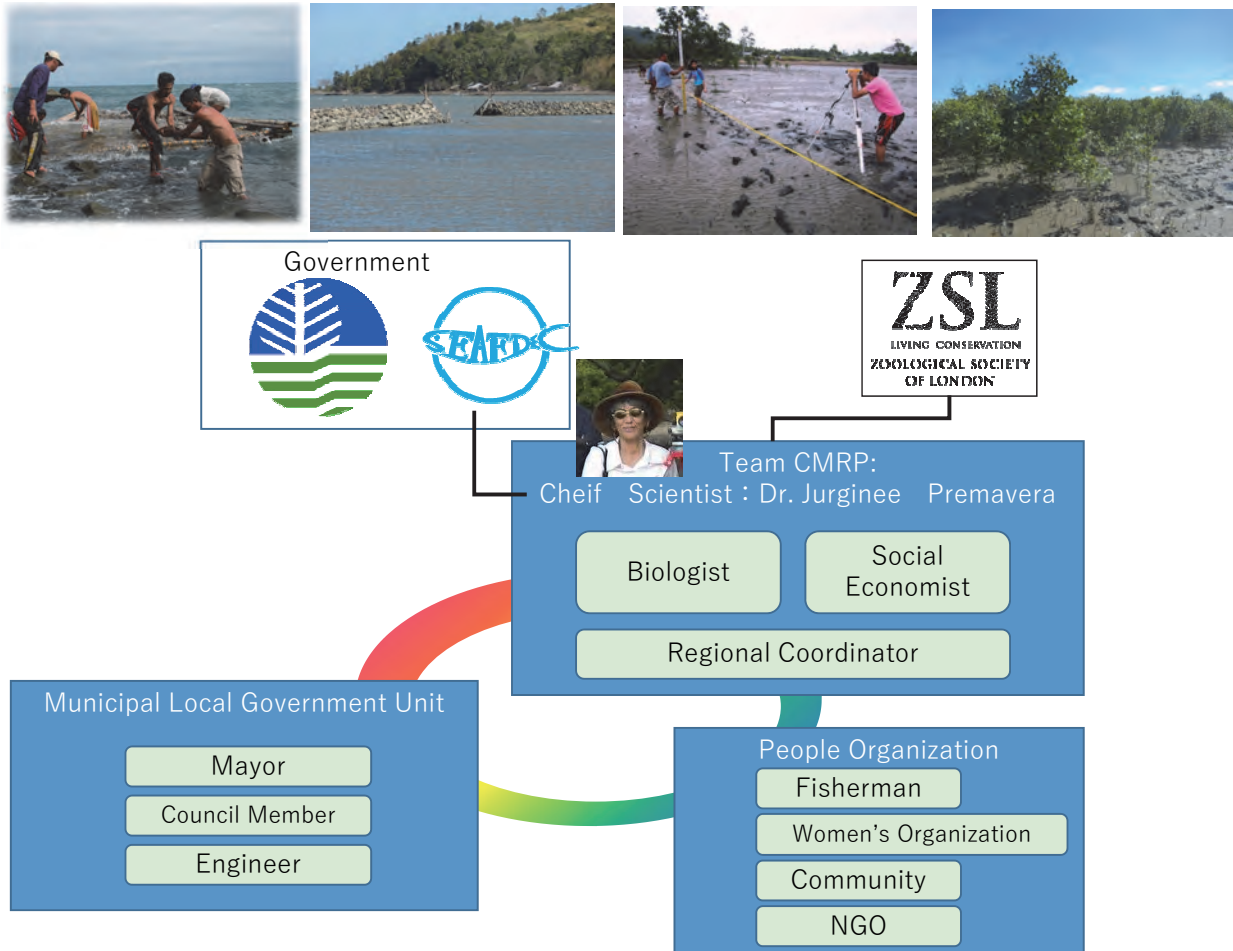 Government
SEAFDEC
ZSL
LIVING CONSERVATION
ZOOLOGICAL SOCIETY
OF LONDON
Team CMRP:
Cheif Scientist : Dr. Jurginee Premavera
Biologist
Social
Economist
Regional Coordinator
Municipal Local Government Unit
Mayor
Council Member
Engineer
People Organization
Fisherman
Women's Organization
Community
NGO